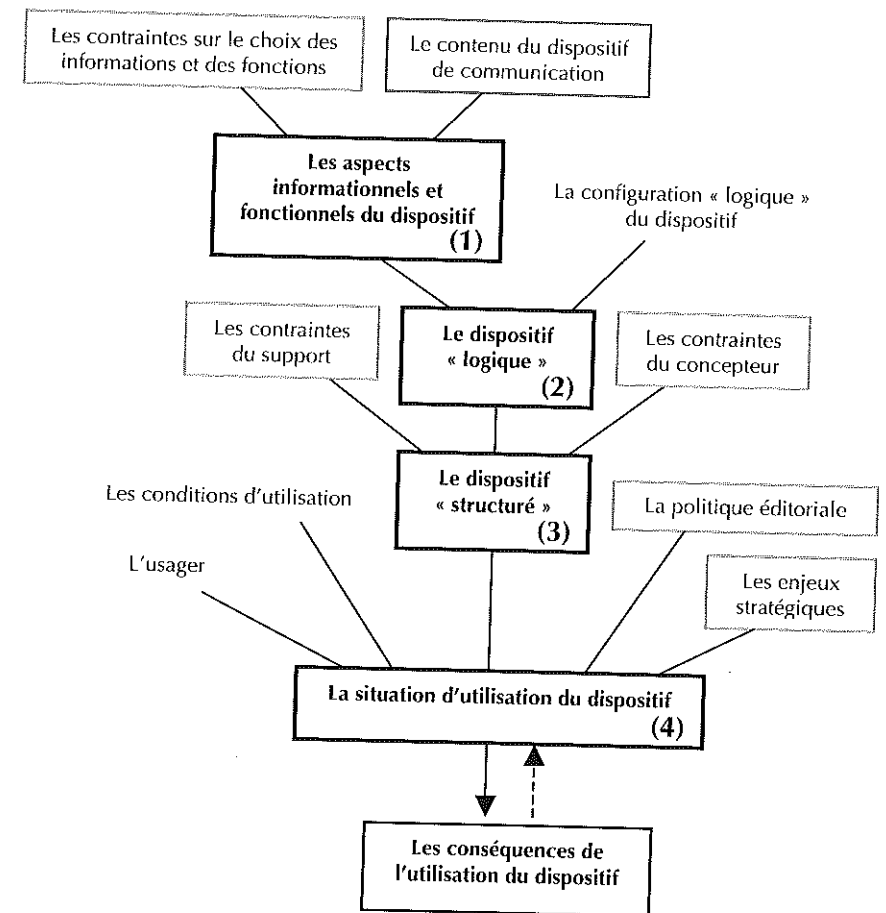 Les contraintes sur le choix des
informations et des fonctions
Le contenu du dispositif
de communication
Les aspects
informationnels et
fonctionnels du dispositif
(1)
La configuration « logique »
du dispositif
Les contraintes
du support
Le dispositif
« logique »
(2)
Les contraintes
du concepteur
Le dispositif
« structuré »
(3)
Les conditions d'utilisation
La politique éditoriale
L'usager
Les enjeux
stratégiques
La situation d'utilisation du dispositif
(4)
Les conséquences de
l'utilisation du dispositif